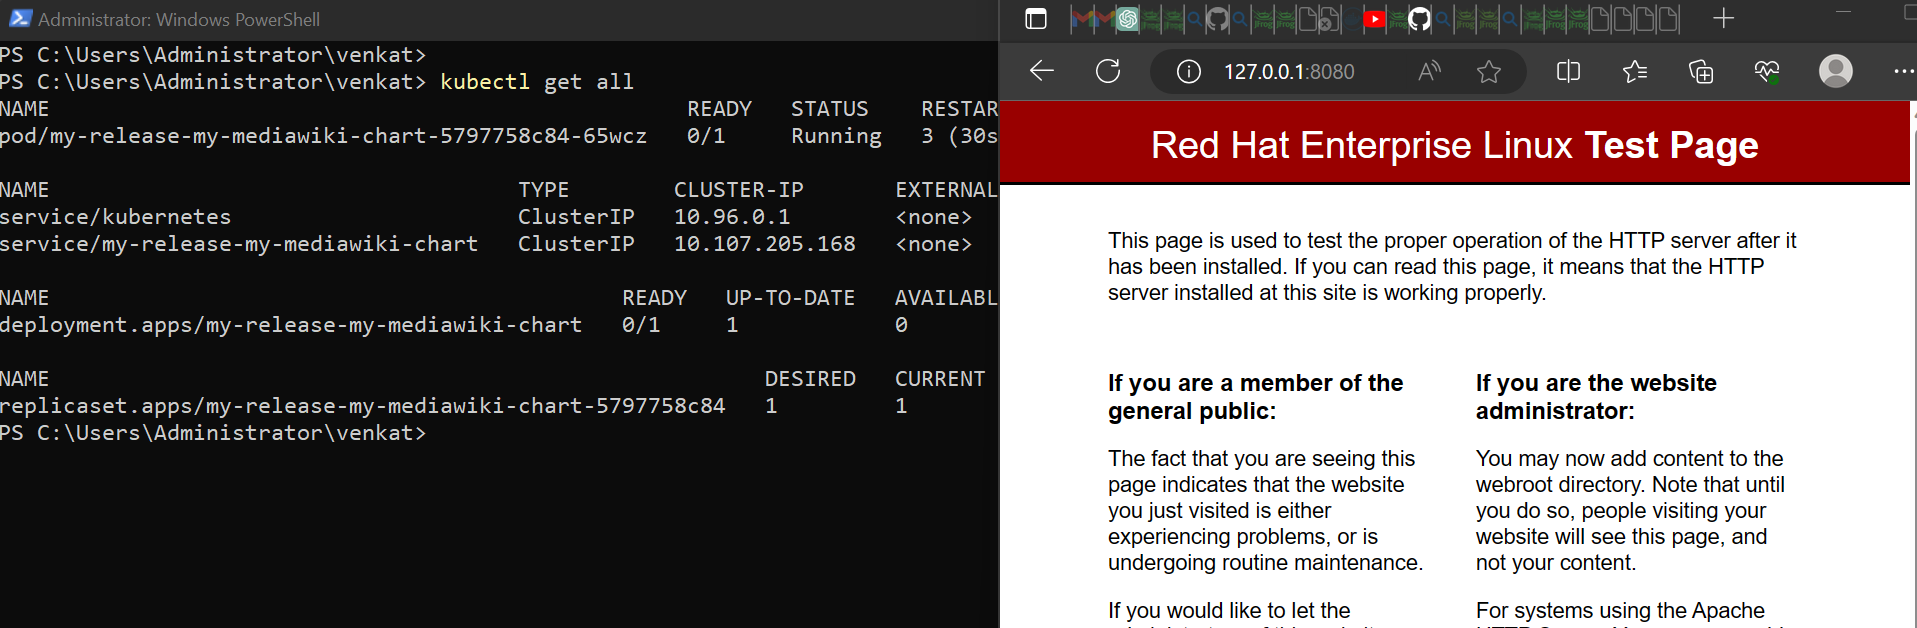 Administrator: Windows PowerShell
PS C:\Users\Administrator\venkat>
PS C:\Users\Administrator\venkat> kubectl get all
NAME READY STATUS RESTAR
pod/my-release-my-mediawiki-chart-5797758c84-65wcz 0/1 Running 3 (30s
NAME TYPE CLUSTER-IP EXTERNAL
service/kubernetes ClusterIP 10.96.0.1 <none>
service/my-release-my-mediawiki-chart ClusterIP 10.107.205.168 <none>
NAME READY UP-TO-DATE AVAILABL
deployment.apps/my-release-my-mediawiki-chart 0/1 1 0
NAME DESIRED CURRENT
replicaset.apps/my-release-my-mediawiki-chart-5797758c84 1 1
PS C:\Users\Administrator\venkat>
127.0.0.1:8080
Red Hat Enterprise Linux Test Page
This page is used to test the proper operation of the HTTP server after it
has been installed. If you can read this page, it means that the HTTP
server installed at this site is working properly.
If you are a member of the
general public:
The fact that you are seeing this
page indicates that the website
you just visited is either
experiencing problems, or is
undergoing routine maintenance.
If you would like to let the
If you are the website
administrator:
You may now add content to the
webroot directory. Note that until
you do so, people visiting your
website will see this page, and
not your content.
For systems using the Apache